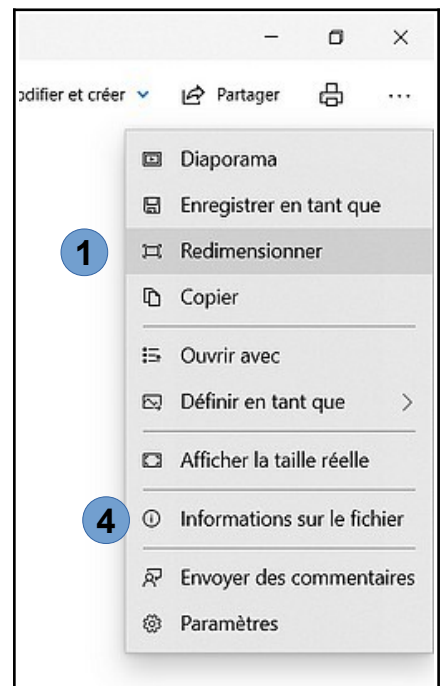 odifier et créer
Partager
Diaporama
Enregistrer en tant que
1
Redimensionner
Copier
Ouvrir avec
Définir en tant que
Afficher la taille réelle
4
Informations sur le fichier
Envoyer des commentaires
Paramètres